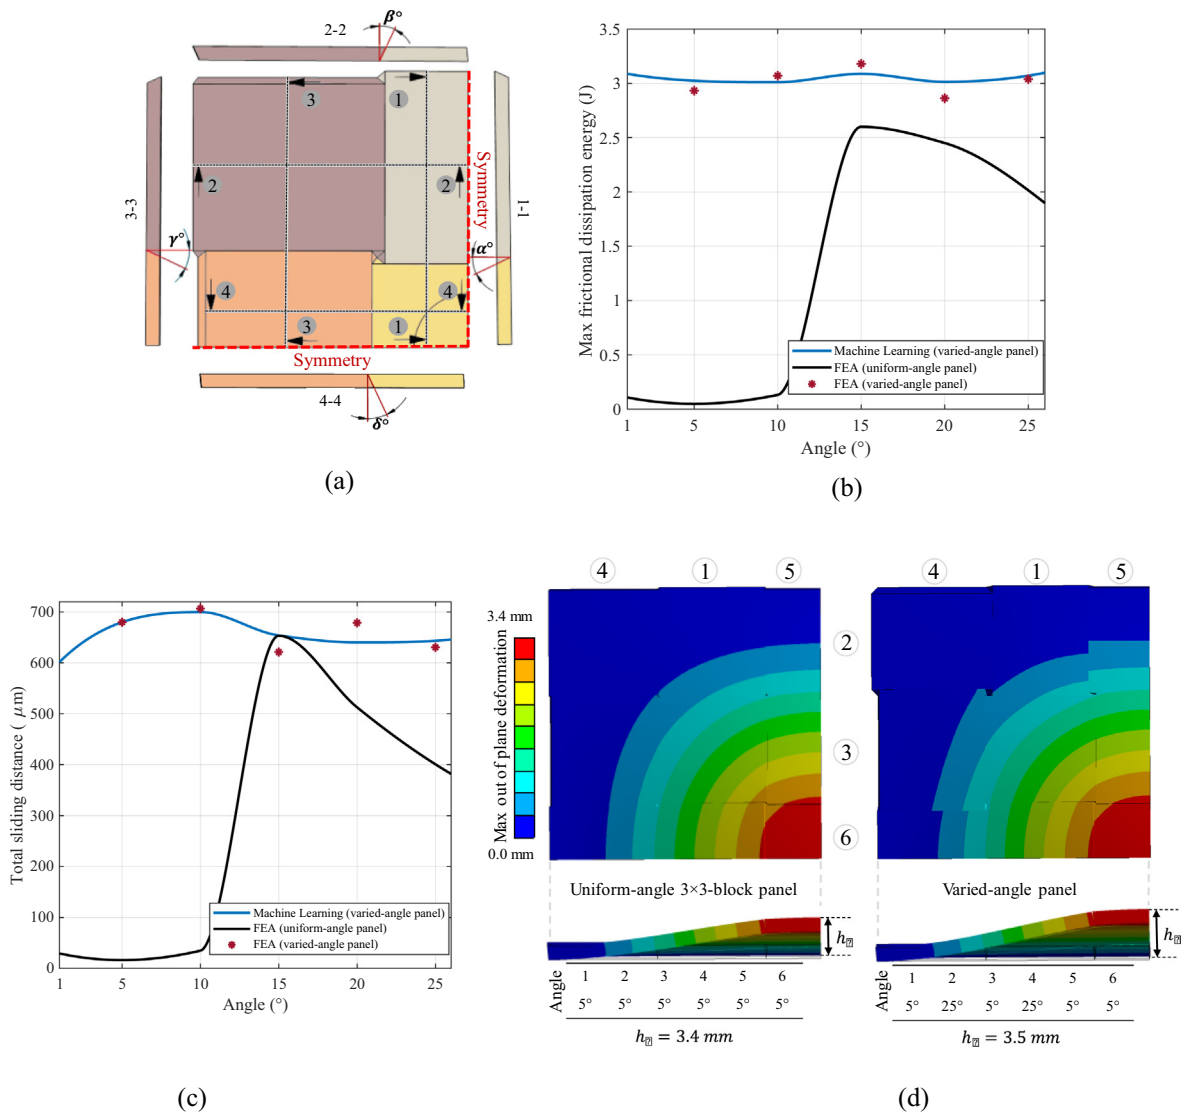 2-2
β°
3
1
Symmetry
2
2
3-3
1-1
γ°
α°
4
4
3
1
Symmetry
4-4
δ°
(a)
3.5
3
2.5
2
1.5
1
0.5
0
Max frictional dissipation energy (J)
Machine Learning (varied-angle panel)
FEA (uniform-angle panel)
FEA (varied-angle panel)
1
5
10
15
20
25
Angle (°)
(b)
700
600
500
400
300
200
100
0
Total sliding distance ( μm)
Machine Learning (varied-angle panel)
FEA (uniform-angle panel)
FEA (varied-angle panel)
1
5
10
15
20
25
Angle (°)
(c)
4 1 5
4 1 5
3.4 mm
Max out of plane deformation
0.0 mm
2
3
6
Uniform-angle 3×3-block panel
Varied-angle panel
h
h
Angle 1 2 3 4 5 6
5° 5° 5° 5° 5° 5°
h = 3.4 mm
Angle 1 2 3 4 5 6
5° 25° 5° 25° 5° 5°
h = 3.5 mm
(d)